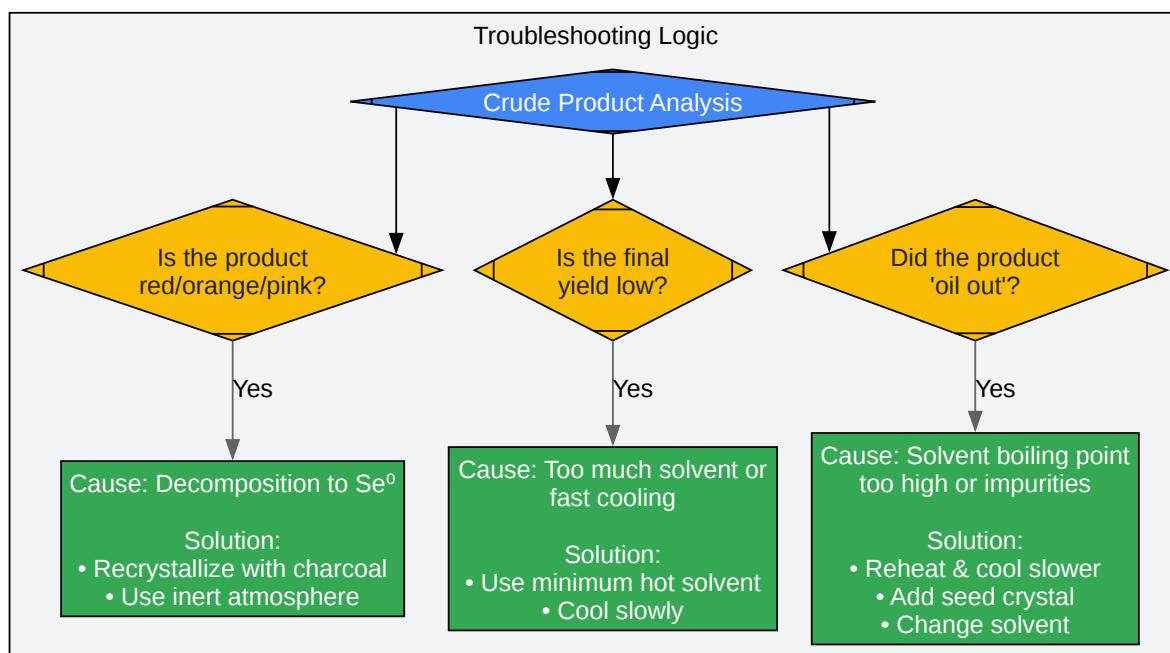 Troubleshooting Logic
Crude Product Analysis
Is the product
red/orange/pink?
Is the final
yield low?
Did the product
'oil out'?
Yes
Yes
Yes
Cause: Decomposition to Se⁰
Solution:
• Recrystallize with charcoal
• Use inert atmosphere
Cause: Too much solvent or
fast cooling
Solution:
• Use minimum hot solvent
• Cool slowly
Cause: Solvent boiling point
too high or impurities
Solution:
• Reheat & cool slower
• Add seed crystal
• Change solvent